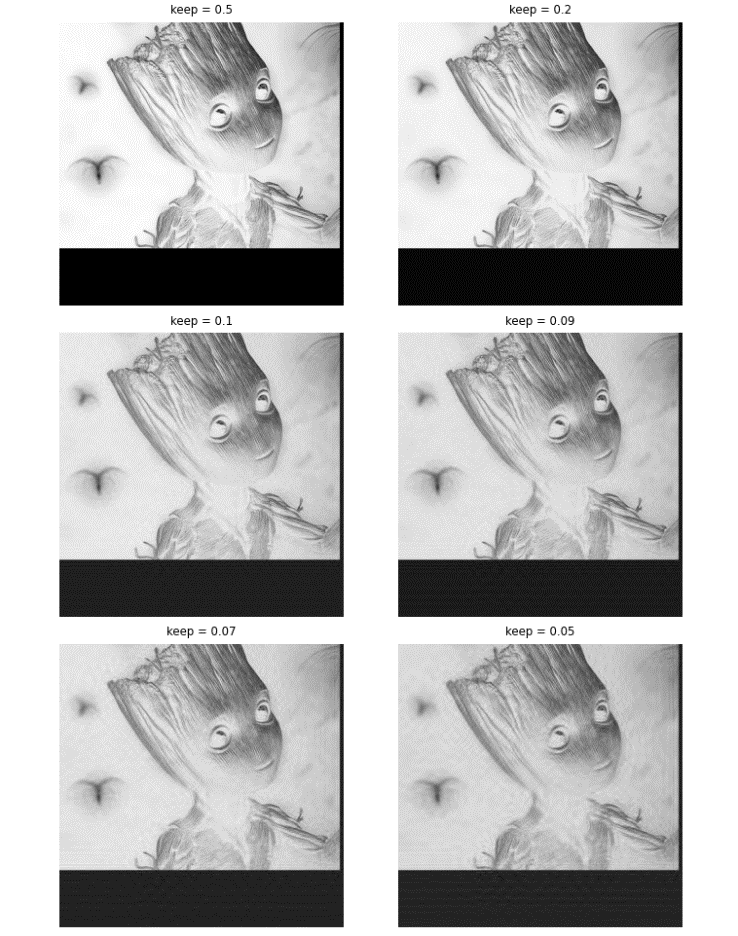 keep = 0.5
keep = 0.2
keep = 0.1
keep = 0.09
keep = 0.07
keep = 0.05